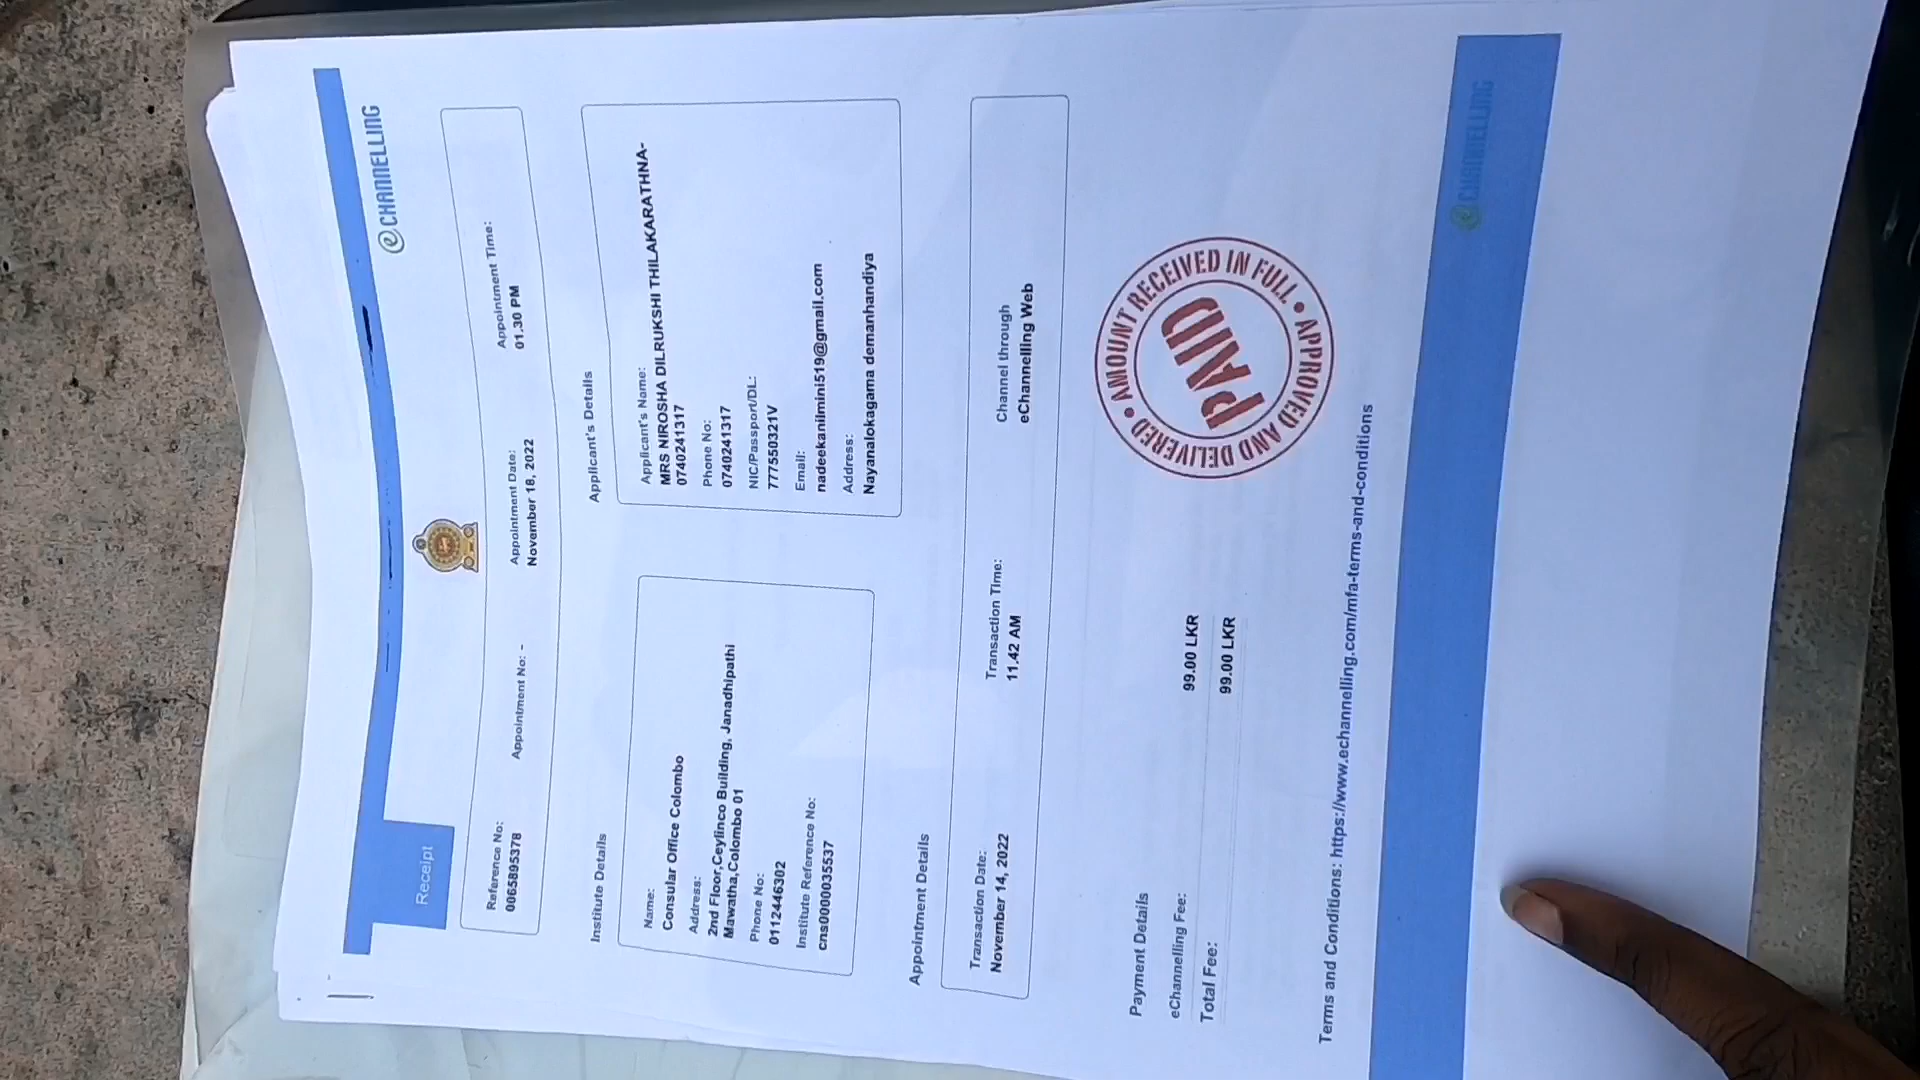 Receipt
e CHANNELLING
Reference No:
0065895378
Appointment No: -
Appointment Date:
November 18, 2022
Appointment Time:
01.30 PM
Institute Details
Name:
Consular Office Colombo
Address:
2nd Floor,Ceylinco Building, Janadhipathi
Mawatha,Colombo 01
Phone No:
0112446302
Institute Reference No:
cns0000035537
Applicant's Details
Applicant's Name:
MRS NIROSHA DILRUKSHI THILAKARATHNA-
0740241317
Phone No:
0740241317
NIC/Passport/DL:
777550321V
Email:
nadeekanilmini519@gmail.com
Address:
Nayanalokagama demanhandiya
Appointment Details
Transaction Date:
November 14, 2022
Transaction Time:
11.42 AM
Channel through
eChannelling Web
Payment Details
eChannelling Fee:
99.00 LKR
Total Fee:
99.00 LKR
AMOUNT RECEIVED IN FULL • APPROVED AND DELIVERED •
PAID
Terms and Conditions: https://www.echannelling.com/mfa-terms-and-conditions
e CHANNELLING